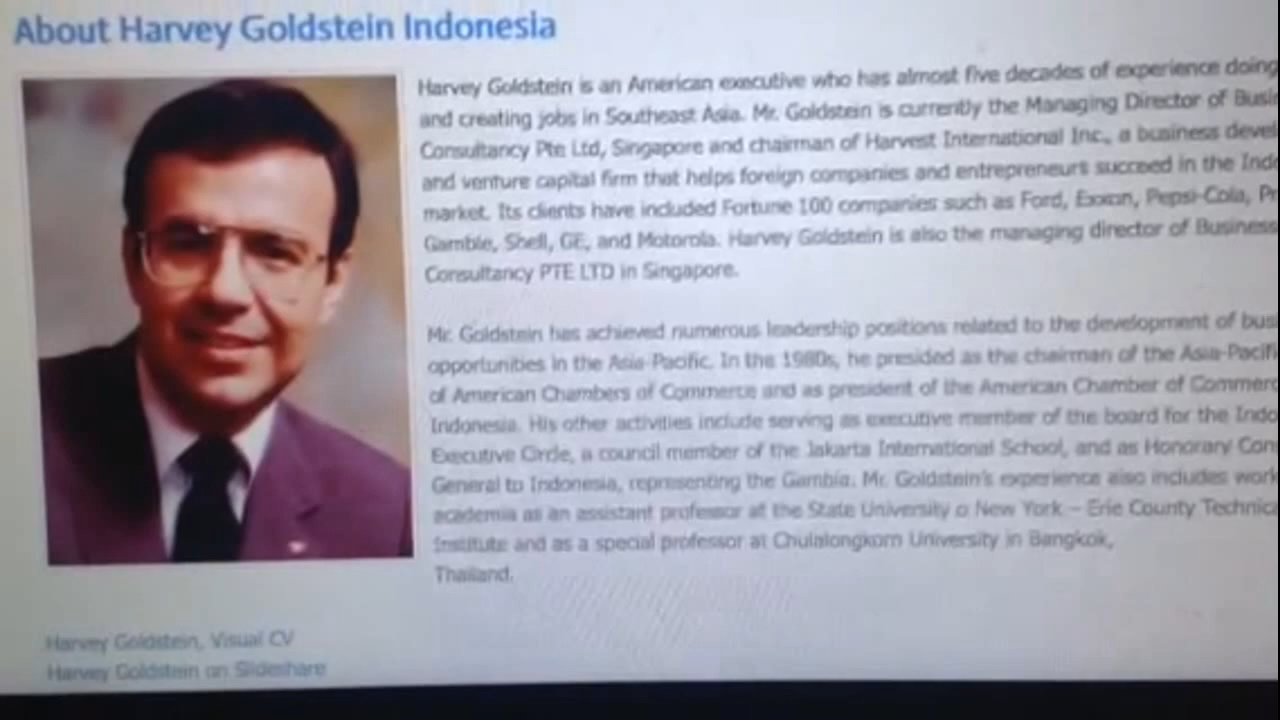 About Harvey Goldstein Indonesia
Harvey Goldstein is an American executive who has almost five decades of experience doing
and creating jobs in Southeast Asia. Mr. Goldstein is currently the Managing Director of Busi
Consultancy Pte Ltd, Singapore and chairman of Harvest International Inc., a business devel
and venture capital firm that helps foreign companies and entrepreneurs succeed in the Indo
market. Its clients have included Fortune 100 companies such as Ford, Exxon, Pepsi-Cola, Pr
Gamble, Shell, GE, and Motorola. Harvey Goldstein is also the managing director of Business
Consultancy PTE LTD in Singapore.
Mr. Goldstein has achieved numerous leadership positions related to the development of bus
opportunities in the Asia-Pacific. In the 1980s, he presided as the chairman of the Asia-Pacifi
of American Chambers of Commerce and as president of the American Chamber of Commerc
Indonesia. His other activities include serving as executive member of the board for the Indo
Executive Circle, a council member of the Jakarta International School, and as Honorary Con
General to Indonesia, representing the Gambia. Mr. Goldstein's experience also includes work
academia as an assistant professor at the State University o New York – Erie County Technica
Institute and as a special professor at Chulalongkorn University in Bangkok,
Thailand.
Harvey Goldstein, Visual CV
Harvey Goldstein on Slideshare